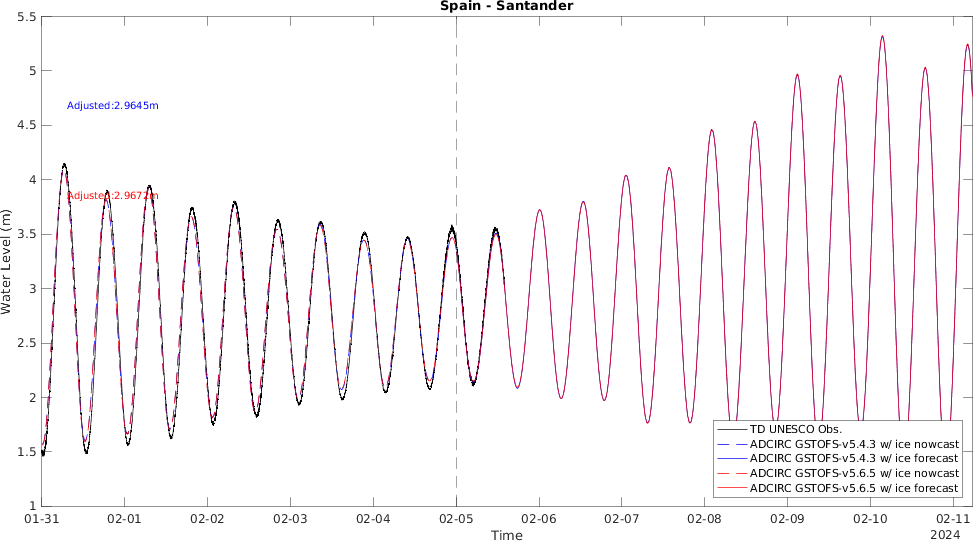 Spain - Santander
5.5
5
4.5
4
3.5
3
2.5
2
1.5
1
Water Level (m)
Adjusted:2.9645m
Adjusted:2.9672m
TD UNESCO Obs.
ADCIRC GSTOFS-v5.4.3 w/ ice nowcast
ADCIRC GSTOFS-v5.4.3 w/ ice forecast
ADCIRC GSTOFS-v5.6.5 w/ ice nowcast
ADCIRC GSTOFS-v5.6.5 w/ ice forecast
01-31 02-01 02-02 02-03 02-04 02-05 02-06 02-07 02-08 02-09 02-10 02-11
Time
2024